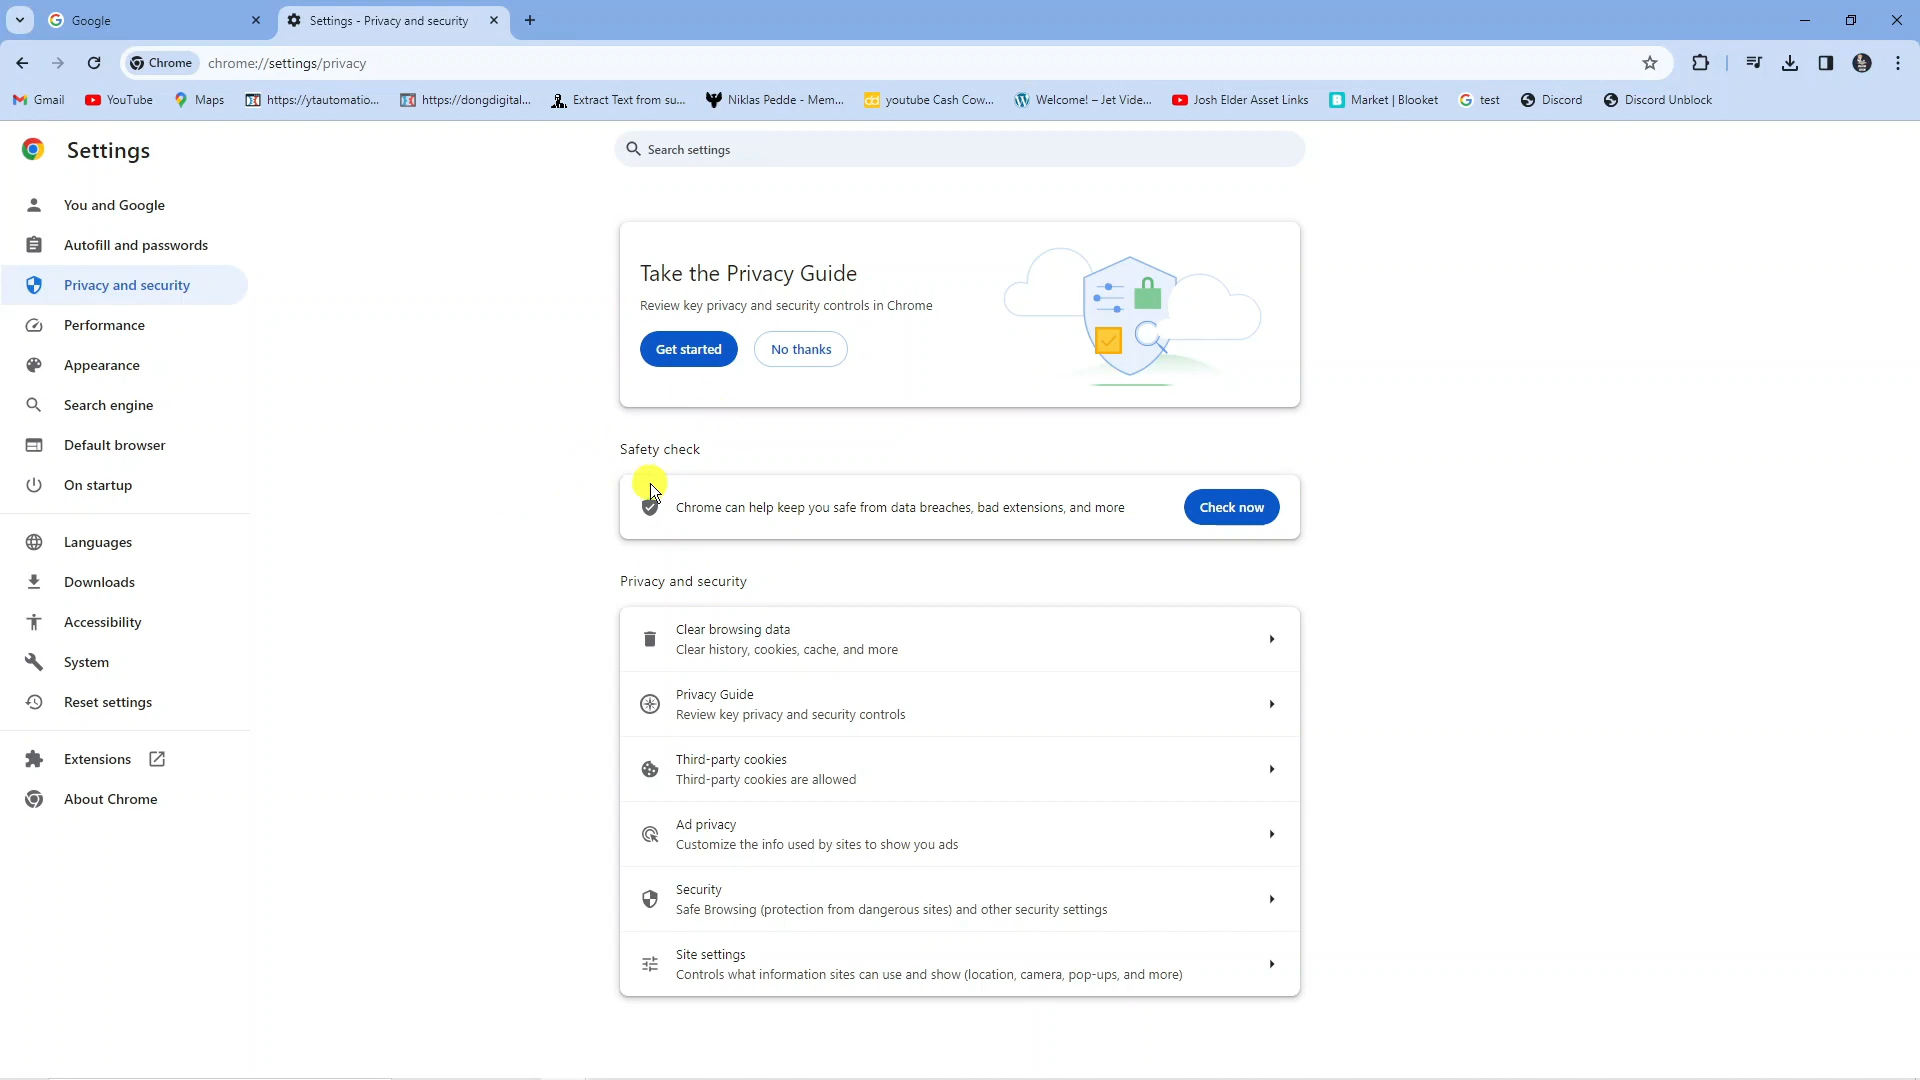 Google
Settings - Privacy and security
Chrome
chrome://settings/privacy
Gmail
YouTube
Maps
https://ytautomatio...
https://dongdigital...
Extract Text from su...
Niklas Pedde - Mem...
youtube Cash Cow...
Welcome! – Jet Vide...
Josh Elder Asset Links
Market | Blooket
test
Discord
Discord Unblock
Settings
Search settings
You and Google
Autofill and passwords
Privacy and security
Performance
Appearance
Search engine
Default browser
On startup
Languages
Downloads
Accessibility
System
Reset settings
Extensions
About Chrome
Take the Privacy Guide
Review key privacy and security controls in Chrome
Get started
No thanks
Safety check
Chrome can help keep you safe from data breaches, bad extensions, and more
Check now
Privacy and security
Clear browsing data
Clear history, cookies, cache, and more
Privacy Guide
Review key privacy and security controls
Third-party cookies
Third-party cookies are allowed
Ad privacy
Customize the info used by sites to show you ads
Security
Safe Browsing (protection from dangerous sites) and other security settings
Site settings
Controls what information sites can use and show (location, camera, pop-ups, and more)